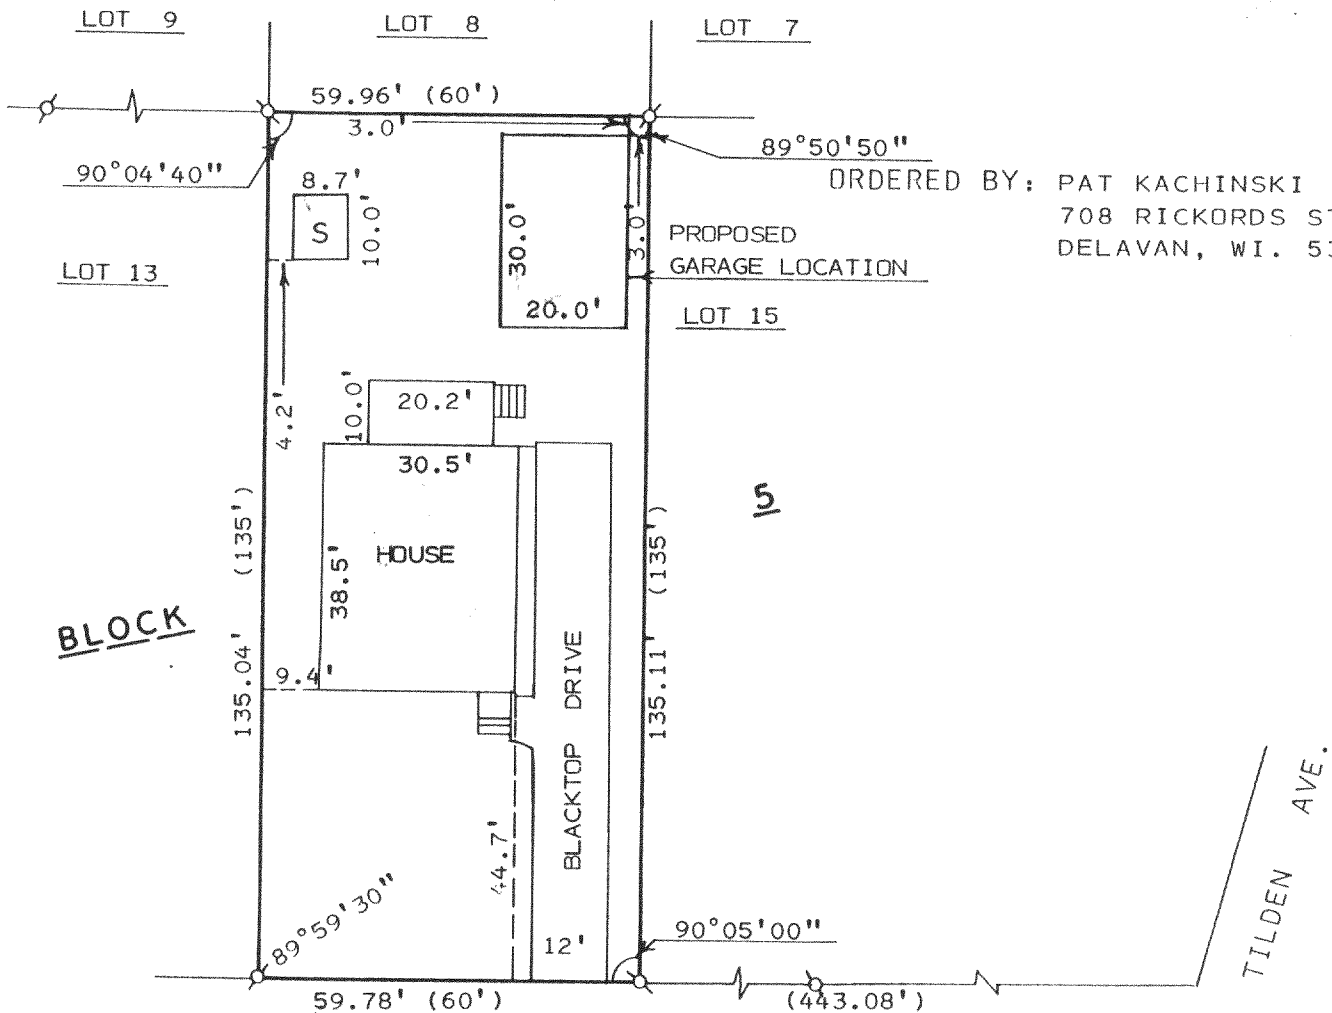 LOT 9
LOT 8
LOT 7
59.96' (60')
3.0'
89°50'50"
90°04'40"
8.7'
ORDERED BY: PAT KACHINSKI
708 RICKORDS
DELAVAN, WI.
S
10.0'
30.0'
3.0'
PROPOSED
GARAGE LOCATION
LOT 13
20.0'
LOT 15
4.2'
10.0'
20.2'
30.5'
(135')
5
(135')
HOUSE
38.5'
BLOCK
135.04'
9.4'
135.11'
BLACKTOP DRIVE
TILDEN AVE.
44.7'
89°59'30"
12'
90°05'00"
59.78' (60')
(443.08')